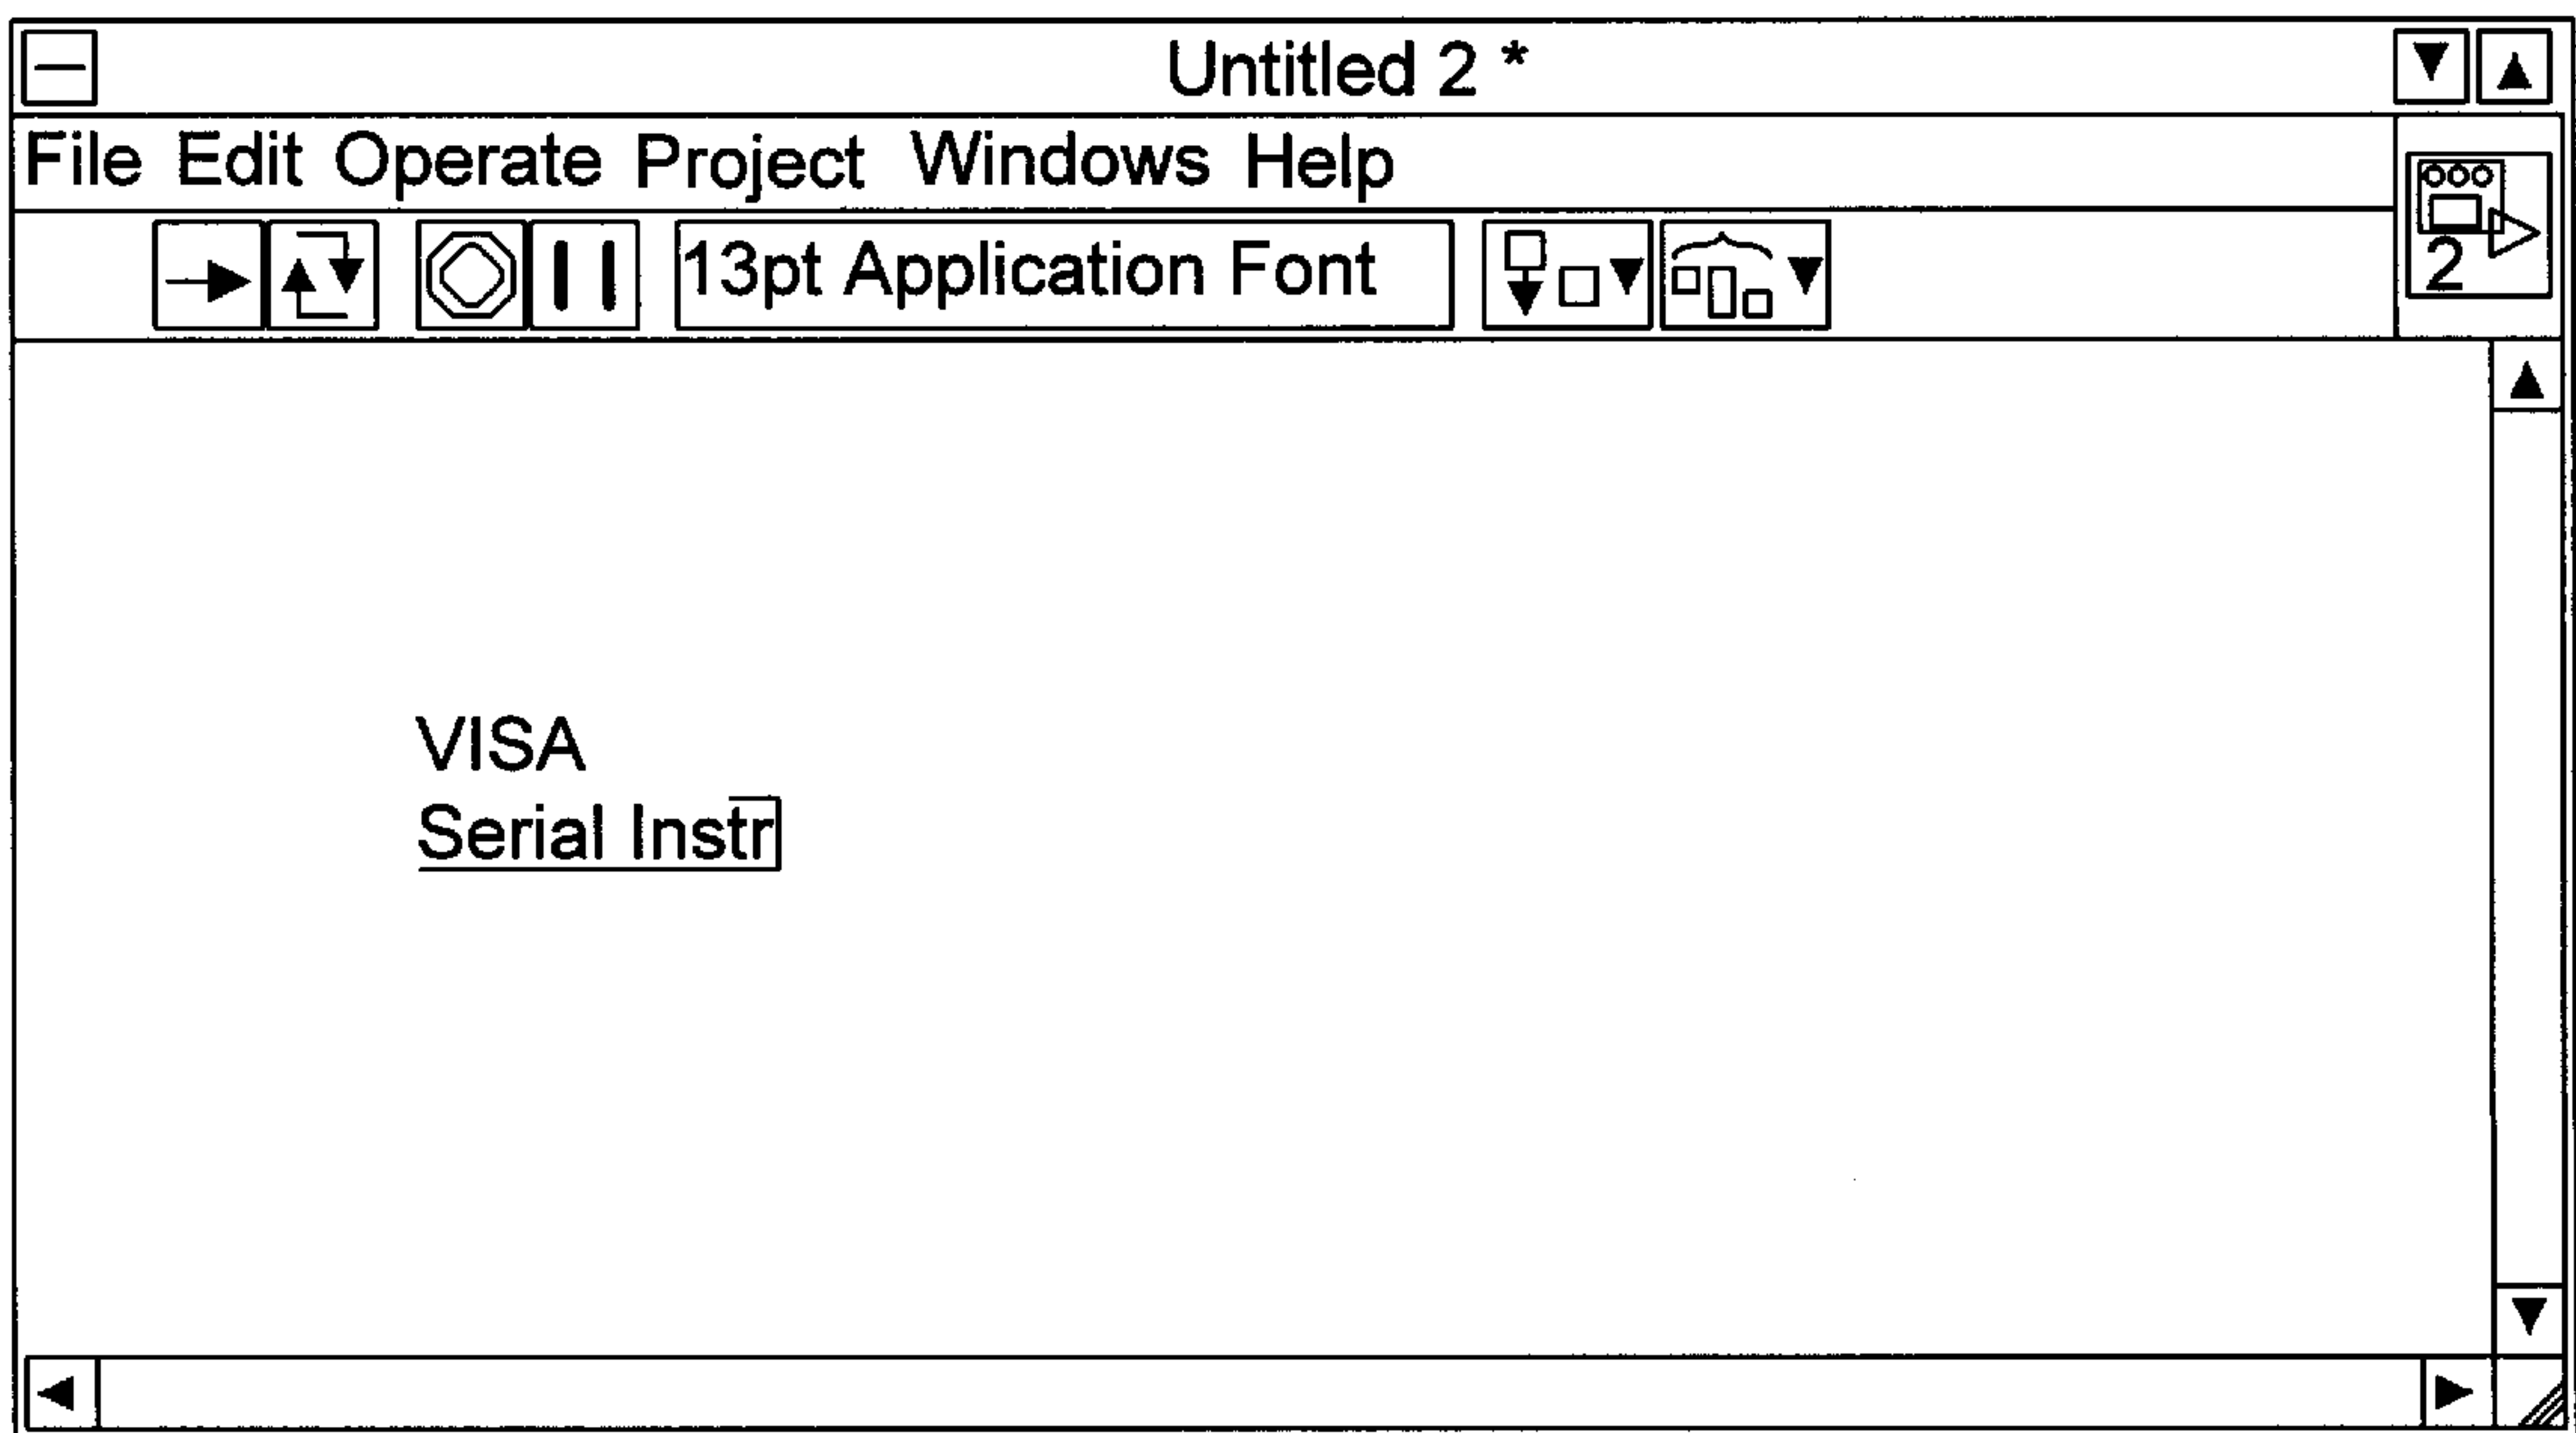 Untitled 2 *
File Edit Operate Project Windows Help
13pt Application Font
2
VISA
Serial Instr